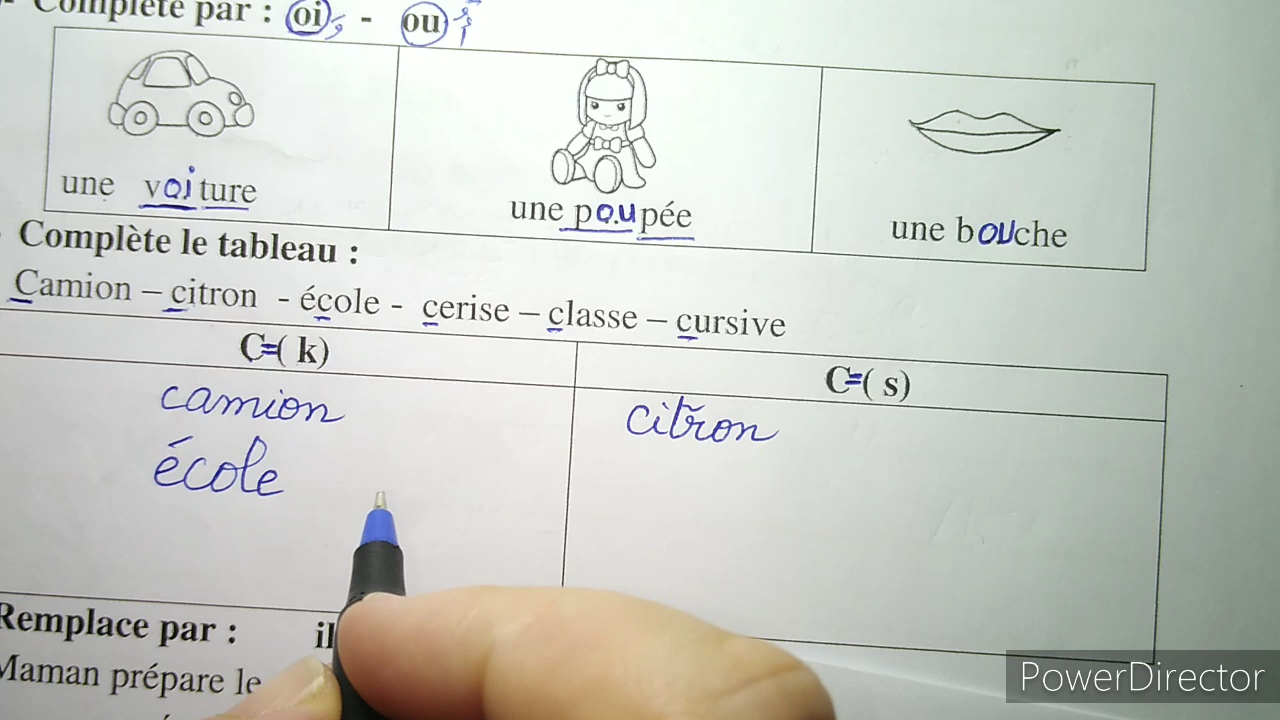 Complète par : oi - ou
une voiture
une poupée
une bouche
Complète le tableau :
Camion – citron - école - cerise – classe – cursive
C=( k)
C=( s)
camion
citron
école
Remplace par : il
Maman prépare le
PowerDirector